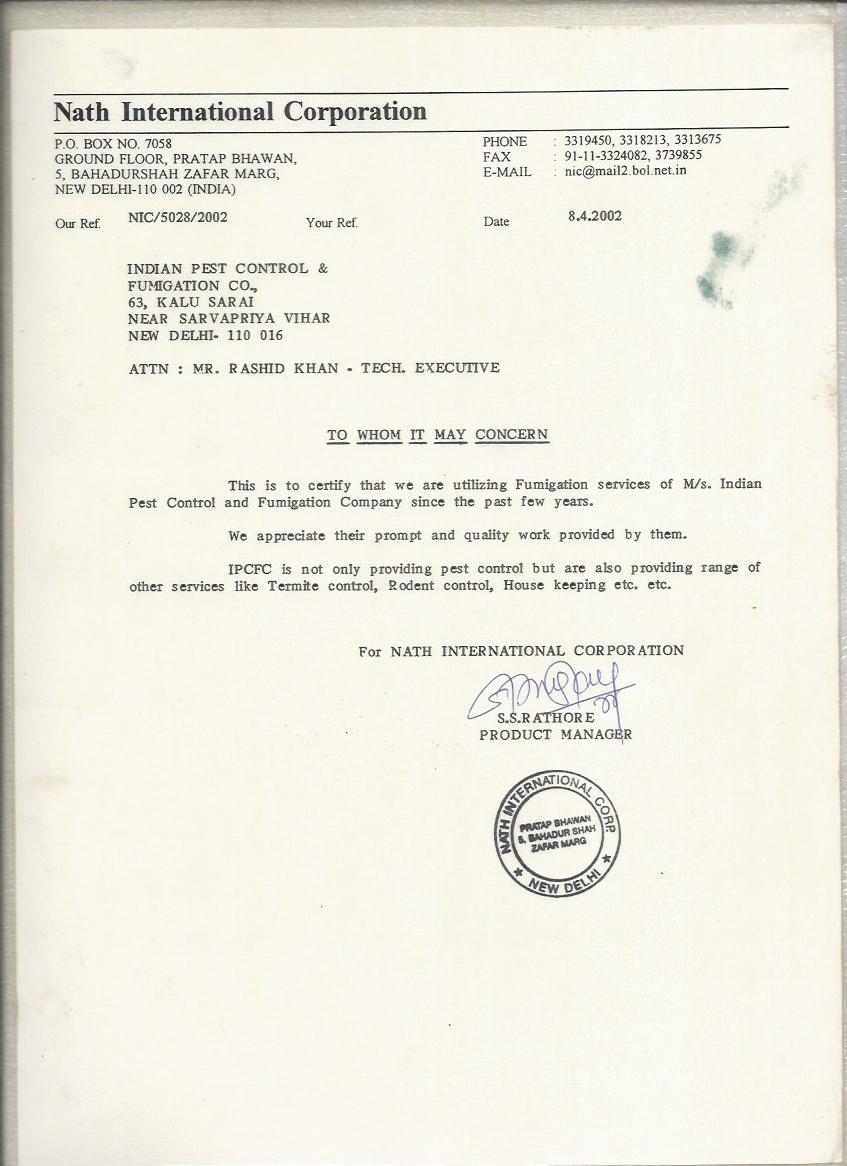 Nath International Corporation
P.O. BOX NO. 7058
GROUND FLOOR, PRATAP BHAWAN,
5, BAHADURSHAH ZAFAR MARG,
NEW DELHI-110 002 (INDIA)
PHONE : 3319450, 3318213, 3313675
FAX : 91-11-3324082, 3739855
E-MAIL : nic@mail2.bol.net.in
Our Ref. NIC/5028/2002 Your Ref. Date 8.4.2002
INDIAN PEST CONTROL &
FUMIGATION CO.,
63, KALU SARAI
NEAR SARVAPRIYA VIHAR
NEW DELHI- 110 016
ATTN : MR. RASHID KHAN - TECH. EXECUTIVE
TO WHOM IT MAY CONCERN
This is to certify that we are utilizing Fumigation services of M/s. Indian
Pest Control and Fumigation Company since the past few years.
We appreciate their prompt and quality work provided by them.
IPCFC is not only providing pest control but are also providing range of
other services like Termite control, Rodent control, House keeping etc. etc.
For NATH INTERNATIONAL CORPORATION
S.S.RATHORE
PRODUCT MANAGER
NATH INTERNATIONAL CORP.
PRATAP BHAWAN
5, BAHADUR SHAH
ZAFAR MARG
★ NEW DELHI ★